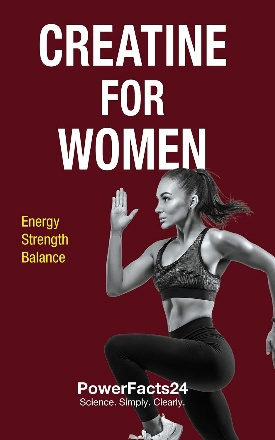 CREATINE
FOR
WOMEN
Energy
Strength
Balance
PowerFacts24
Science. Simply. Clearly.